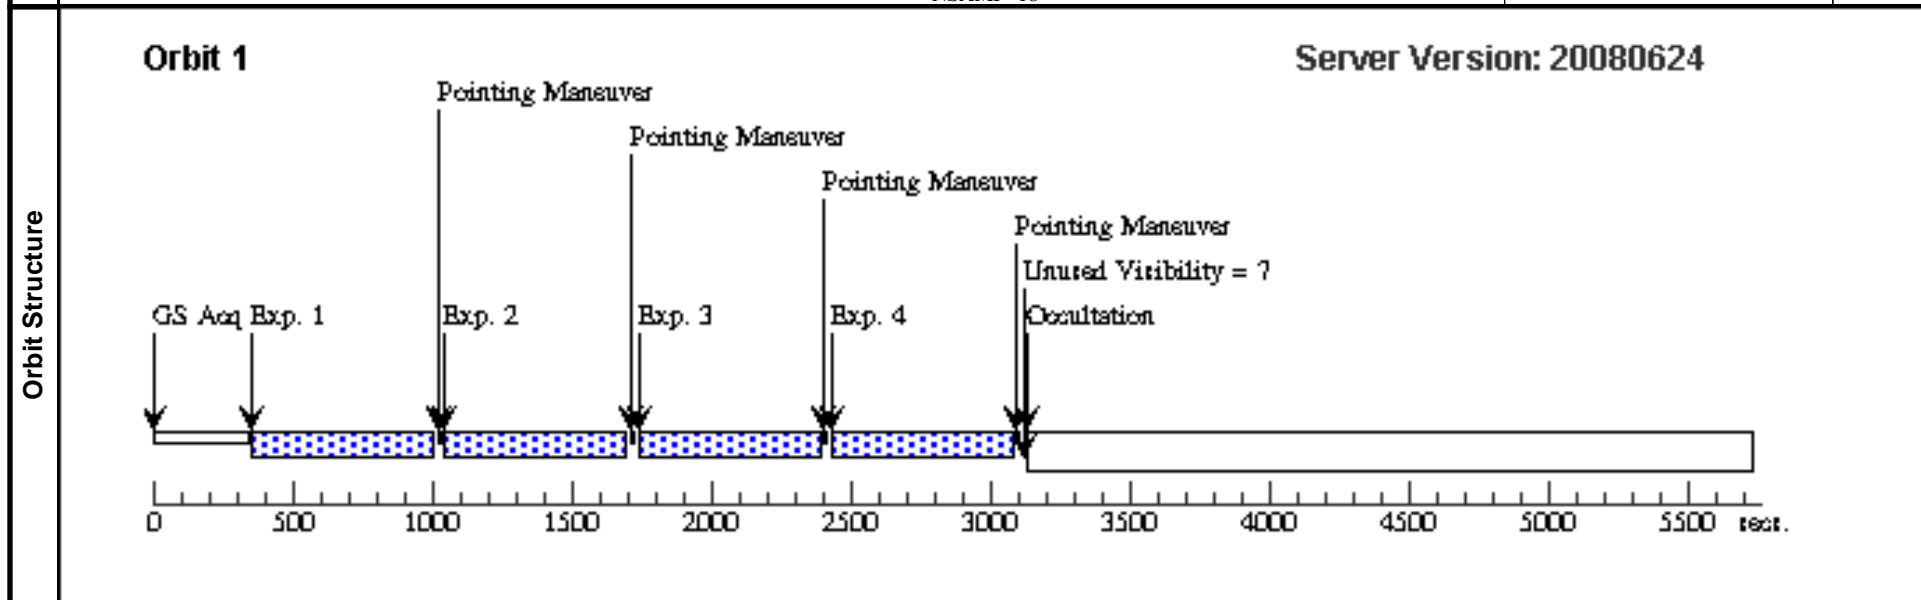 Orbit Structure
Orbit 1
Server Version: 20080624
Pointing Maneuver
Pointing Maneuver
Pointing Maneuver
Pointing Maneuver
Unused Visibility = 7
GS Acq Exp. 1 Exp. 2 Exp. 3 Exp. 4 Occultation
0 500 1000 1500 2000 2500 3000 3500 4000 4500 5000 5500 secs.